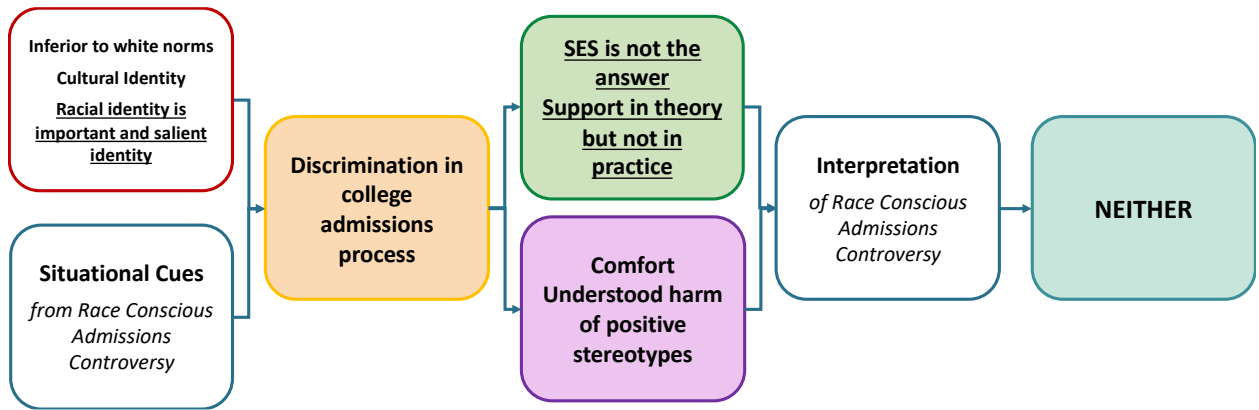 Inferior to white norms
Cultural Identity
Racial identity is
important and salient
identity
Situational Cues
from Race Conscious
Admissions
Controversy
Discrimination in
college
admissions
process
SES is not the
answer
Support in theory
but not in
practice
Comfort
Understood harm
of positive
stereotypes
Interpretation
of Race Conscious
Admissions
Controversy
NEITHER